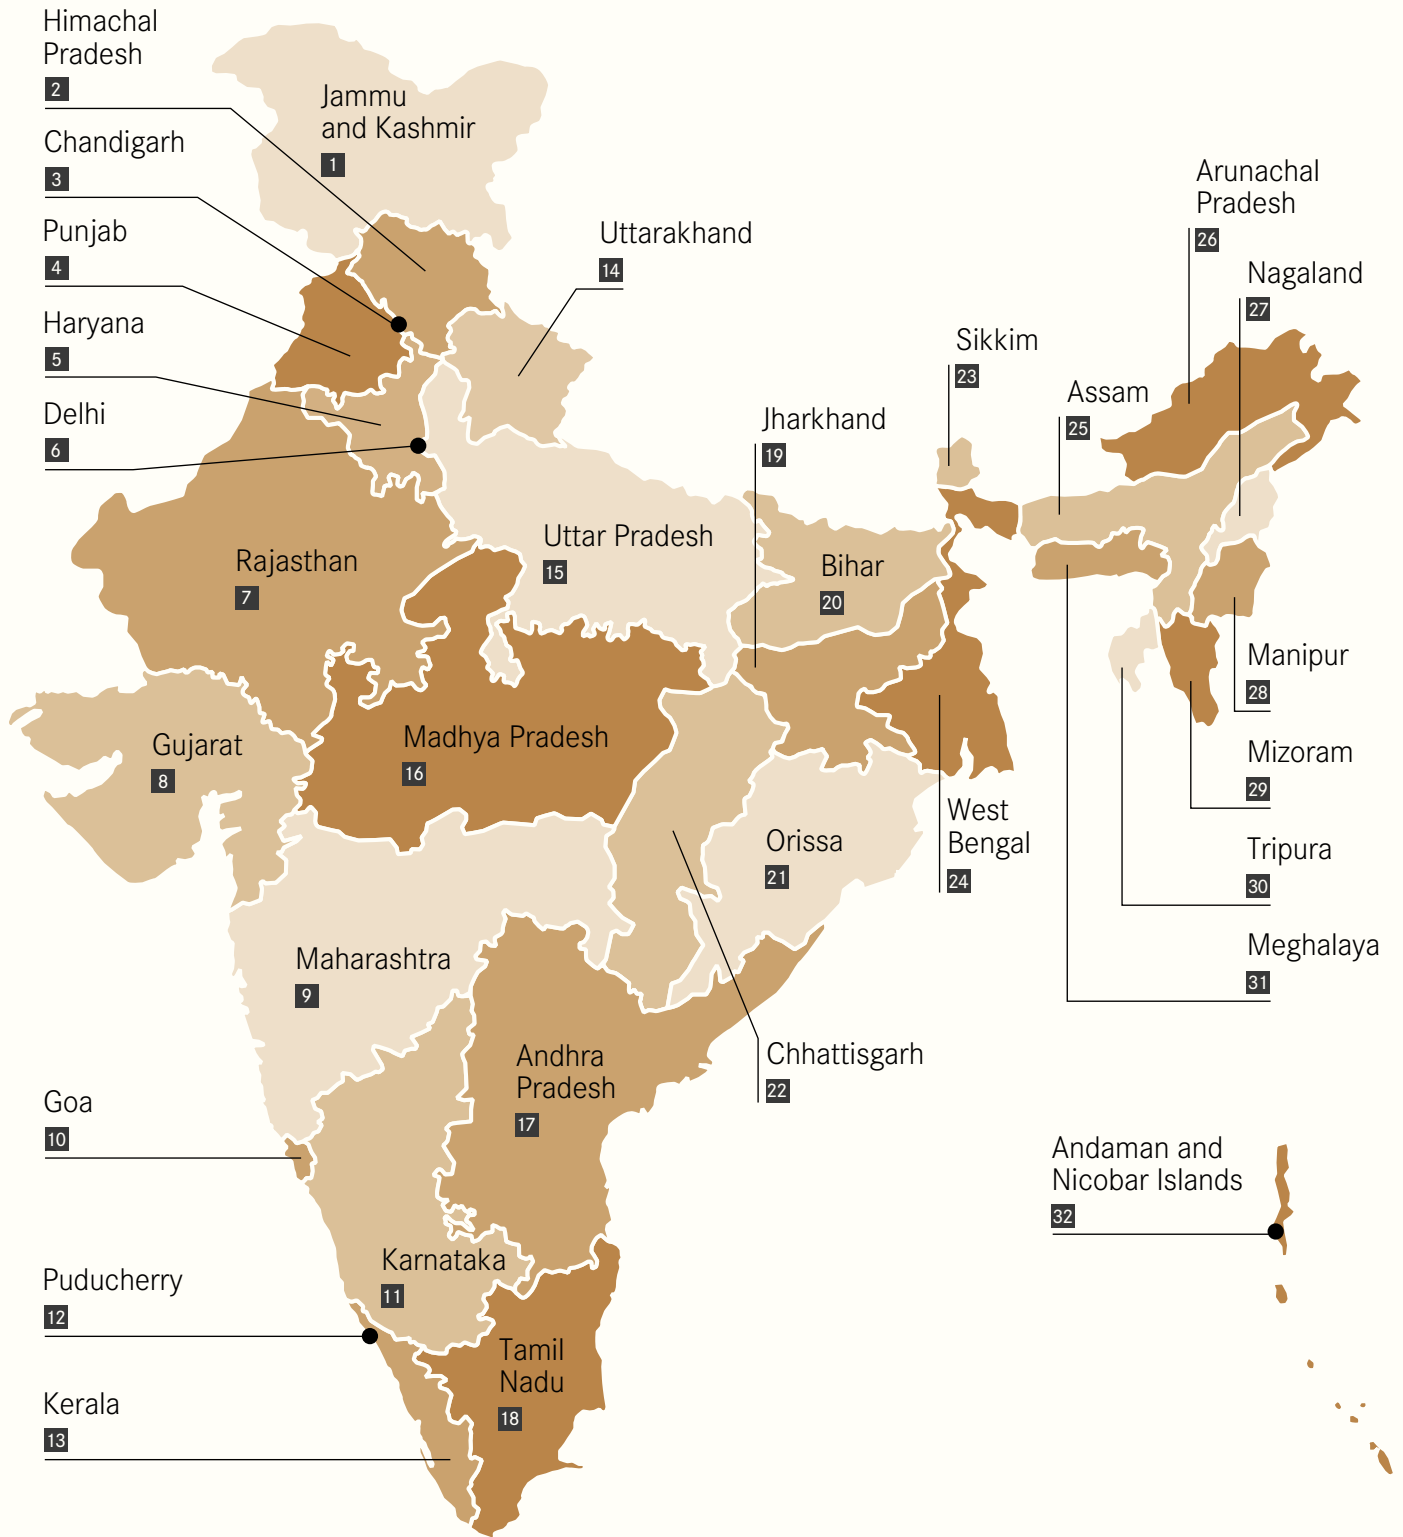 Himachal
Pradesh
2
Chandigarh
3
Punjab
4
Haryana
5
Delhi
6
Jammu
and Kashmir
1
Uttarakhand
14
Arunachal
Pradesh
26
Nagaland
27
Sikkim
23
Assam
25
Jharkhand
19
Rajasthan
7
Uttar Pradesh
15
Bihar
20
Gujarat
8
Madhya Pradesh
16
Manipur
28
Mizoram
29
Tripura
30
Meghalaya
31
West
Bengal
24
Orissa
21
Maharashtra
9
Andhra
Pradesh
17
Chhattisgarh
22
Goa
10
Andaman and
Nicobar Islands
32
Karnataka
11
Puducherry
12
Tamil
Nadu
18
Kerala
13